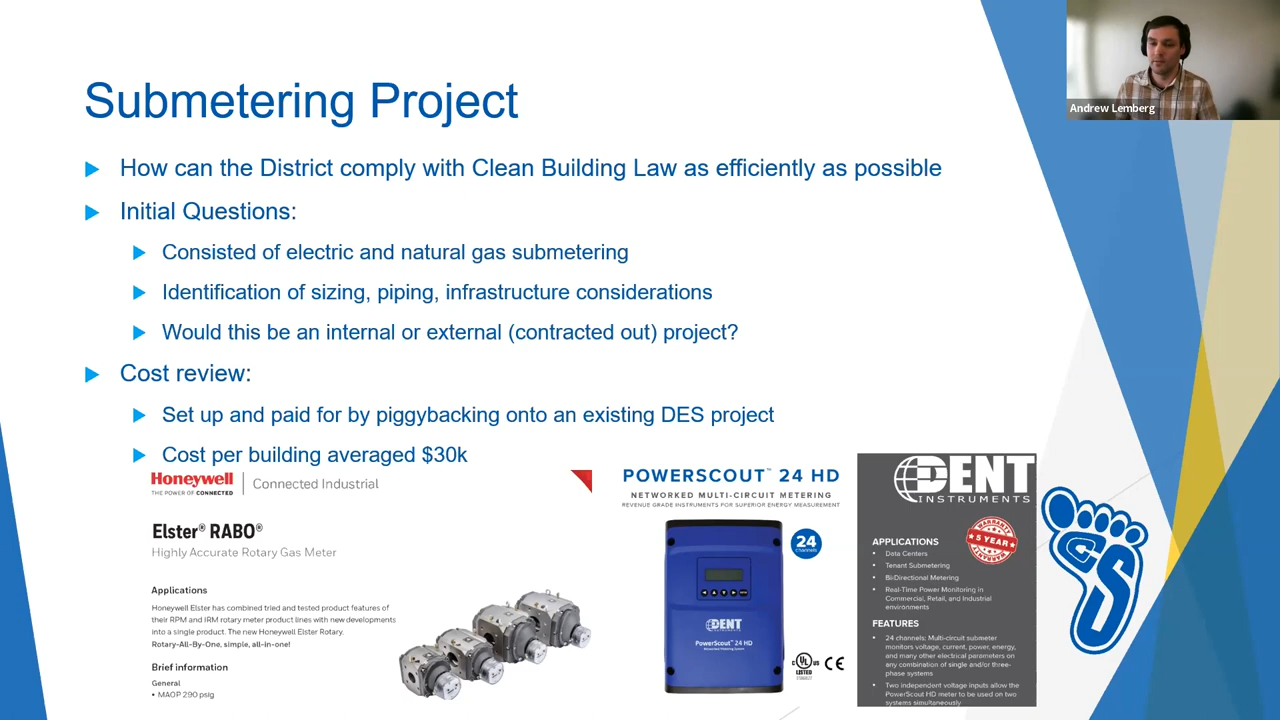 Submetering Project
How can the District comply with Clean Building Law as efficiently as possible
Initial Questions:
Consisted of electric and natural gas submetering
Identification of sizing, piping, infrastructure considerations
Would this be an internal or external (contracted out) project?
Cost review:
Set up and paid for by piggybacking onto an existing DES project
Cost per building averaged $30k
Andrew Lemberg
Honeywell
THE POWER OF CONNECTED
Connected Industrial
Elster® RABO®
Highly Accurate Rotary Gas Meter
Applications
Honeywell Elster has combined tried and tested product features of
their RPM and IRM rotary meter product lines with new developments
into a single product. The new Honeywell Elster Rotary.
Rotary-All-By-One, simple, all-in-one!
Brief information
General
• MAOP 290 psig
POWERSCOUT™ 24 HD
NETWORKED MULTI-CIRCUIT METERING
REVENUE GRADE INSTRUMENTS FOR SUPERIOR ENERGY MEASUREMENT
24
CHANNELS
DENT
PowerScout™ 24 HD
C UL US
LISTED
CE
DENT
INSTRUMENTS
WARRANTY
5 YEAR
WARRANTY
APPLICATIONS
• Data Centers
• Tenant Submetering
• Bi-Directional Metering
• Real-Time Power Monitoring in
Commercial, Retail, and Industrial
environments
FEATURES
• 24 channels: Multi-circuit submeter
monitors voltage, current, power, energy,
and many other electrical parameters on
any combination of single and/or three-
phase systems
• Two independent voltage inputs allow the
PowerScout HD meter to be used on two
systems simultaneously
CS